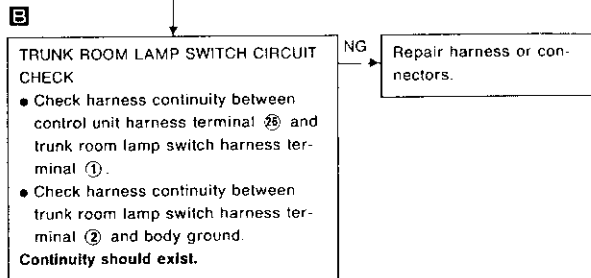 B
TRUNK ROOM LAMP SWITCH CIRCUIT
CHECK
● Check harness continuity between
control unit harness terminal ㉖ and
trunk room lamp switch harness ter-
minal ①.
● Check harness continuity between
trunk room lamp switch harness ter-
minal ② and body ground.
Continuity should exist.
NG
Repair harness or con-
nectors.